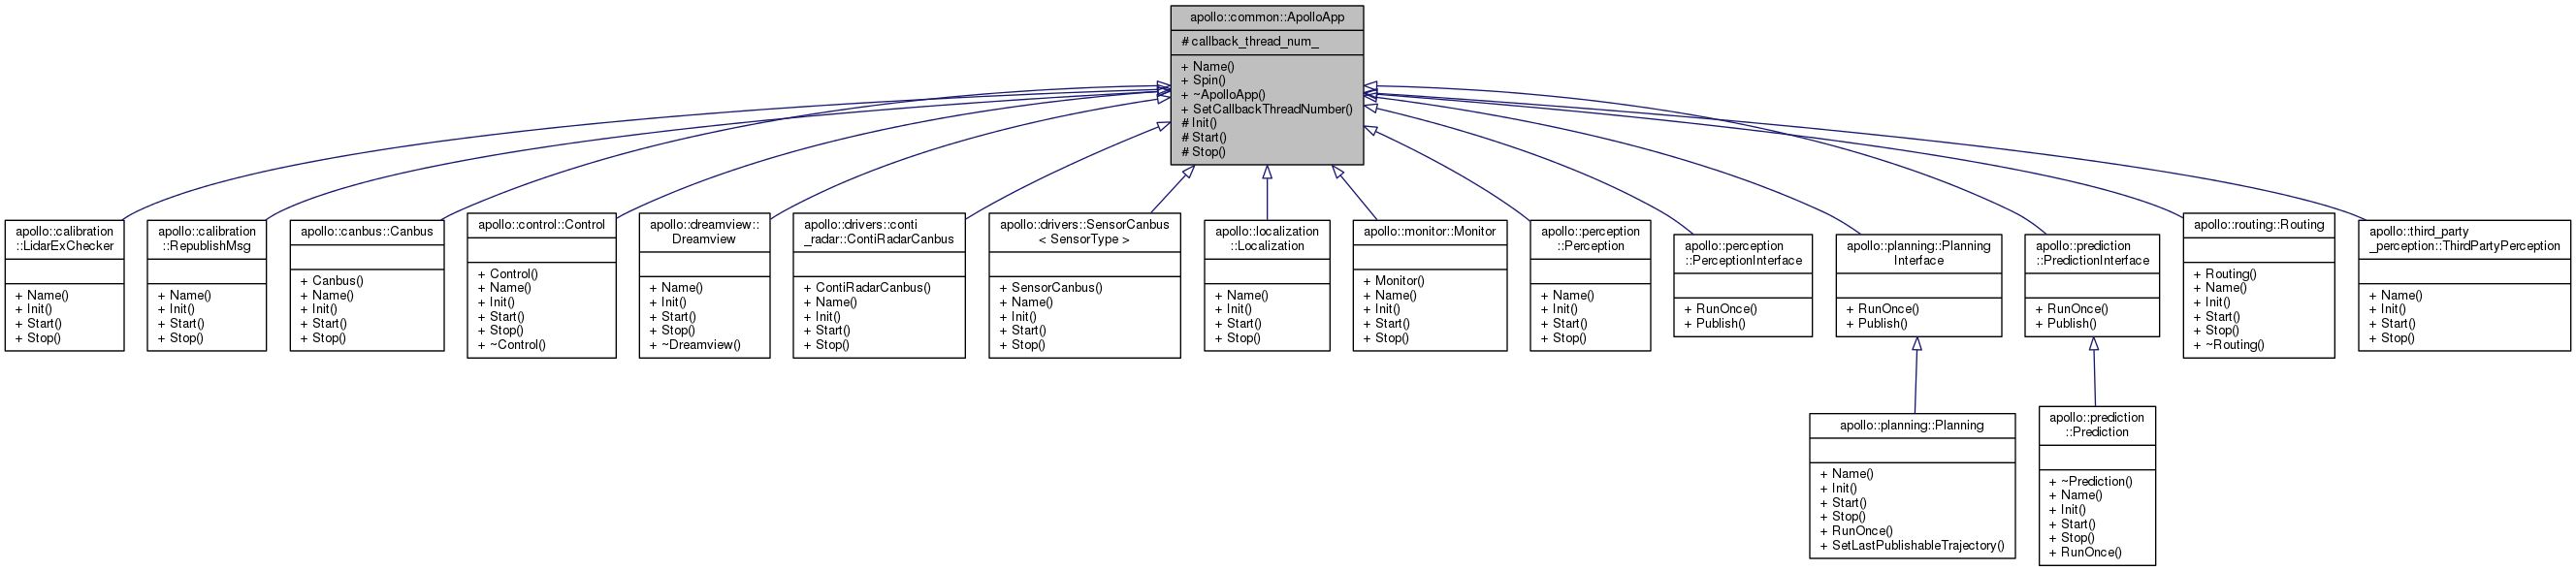 apollo::common::ApolloApp
# callback_thread_num_
+ Name()
+ Spin()
+ ~ApolloApp()
+ SetCallbackThreadNumber()
# Init()
# Start()
# Stop()
apollo::calibration
::LidarExChecker
+ Name()
+ Init()
+ Start()
+ Stop()
apollo::calibration
::RepublishMsg
+ Name()
+ Init()
+ Start()
+ Stop()
apollo::canbus::Canbus
+ Canbus()
+ Name()
+ Init()
+ Start()
+ Stop()
apollo::control::Control
+ Control()
+ Name()
+ Init()
+ Start()
+ Stop()
+ ~Control()
apollo::dreamview::
Dreamview
+ Name()
+ Init()
+ Start()
+ Stop()
+ ~Dreamview()
apollo::drivers::conti
_radar::ContiRadarCanbus
+ ContiRadarCanbus()
+ Name()
+ Init()
+ Start()
+ Stop()
apollo::drivers::SensorCanbus
< SensorType >
+ SensorCanbus()
+ Name()
+ Init()
+ Start()
+ Stop()
apollo::localization
::Localization
+ Name()
+ Init()
+ Start()
+ Stop()
apollo::monitor::Monitor
+ Monitor()
+ Name()
+ Init()
+ Start()
+ Stop()
apollo::perception
::Perception
+ Name()
+ Init()
+ Start()
+ Stop()
apollo::perception
::PerceptionInterface
+ RunOnce()
+ Publish()
apollo::planning::Planning
Interface
+ RunOnce()
+ Publish()
apollo::prediction
::PredictionInterface
+ RunOnce()
+ Publish()
apollo::routing::Routing
+ Routing()
+ Name()
+ Init()
+ Start()
+ Stop()
+ ~Routing()
apollo::third_party
_perception::ThirdPartyPerception
+ Name()
+ Init()
+ Start()
+ Stop()
apollo::planning::Planning
+ Name()
+ Init()
+ Start()
+ Stop()
+ RunOnce()
+ SetLastPublishableTrajectory()
apollo::prediction
::Prediction
+ ~Prediction()
+ Name()
+ Init()
+ Start()
+ Stop()
+ RunOnce()